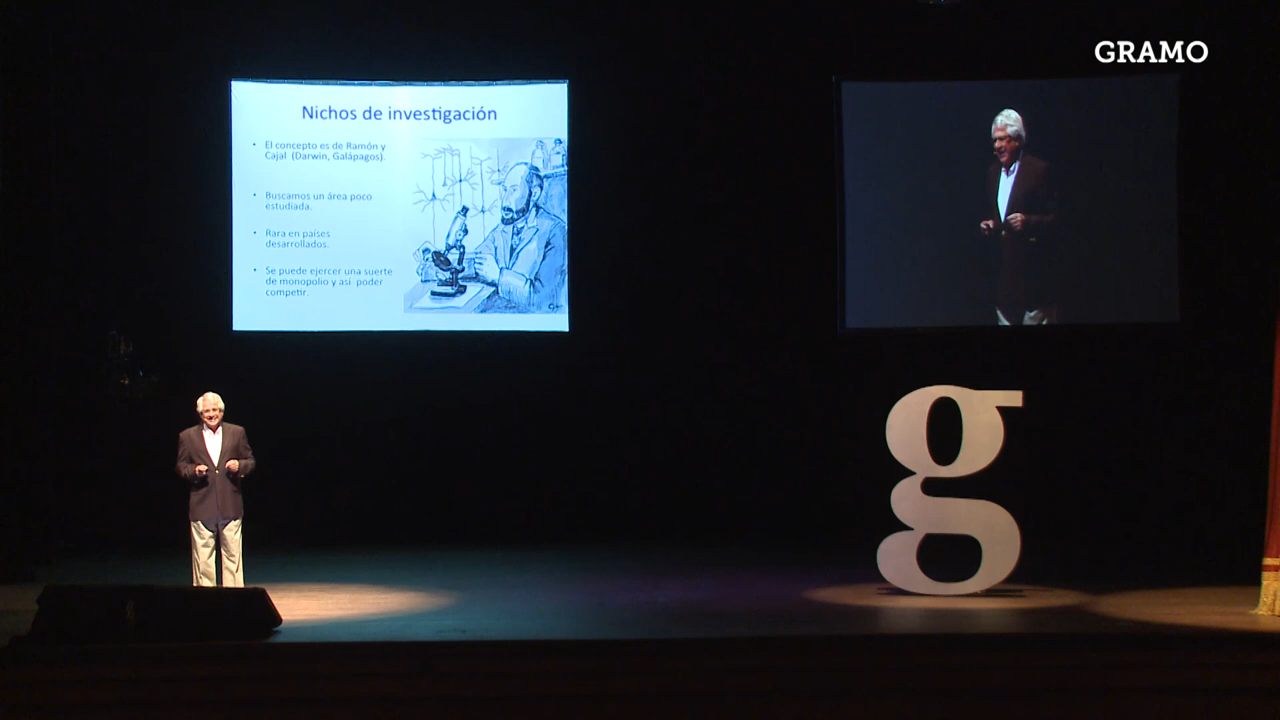 GRAMO
Nichos de investigación
• El concepto es de Ramón y
Cajal (Darwin, Galápagos).
• Buscamos un área poco
estudiada.
• Rara en países
desarrollados.
• Se puede ejercer una suerte
de monopolio y así poder
competir.
g